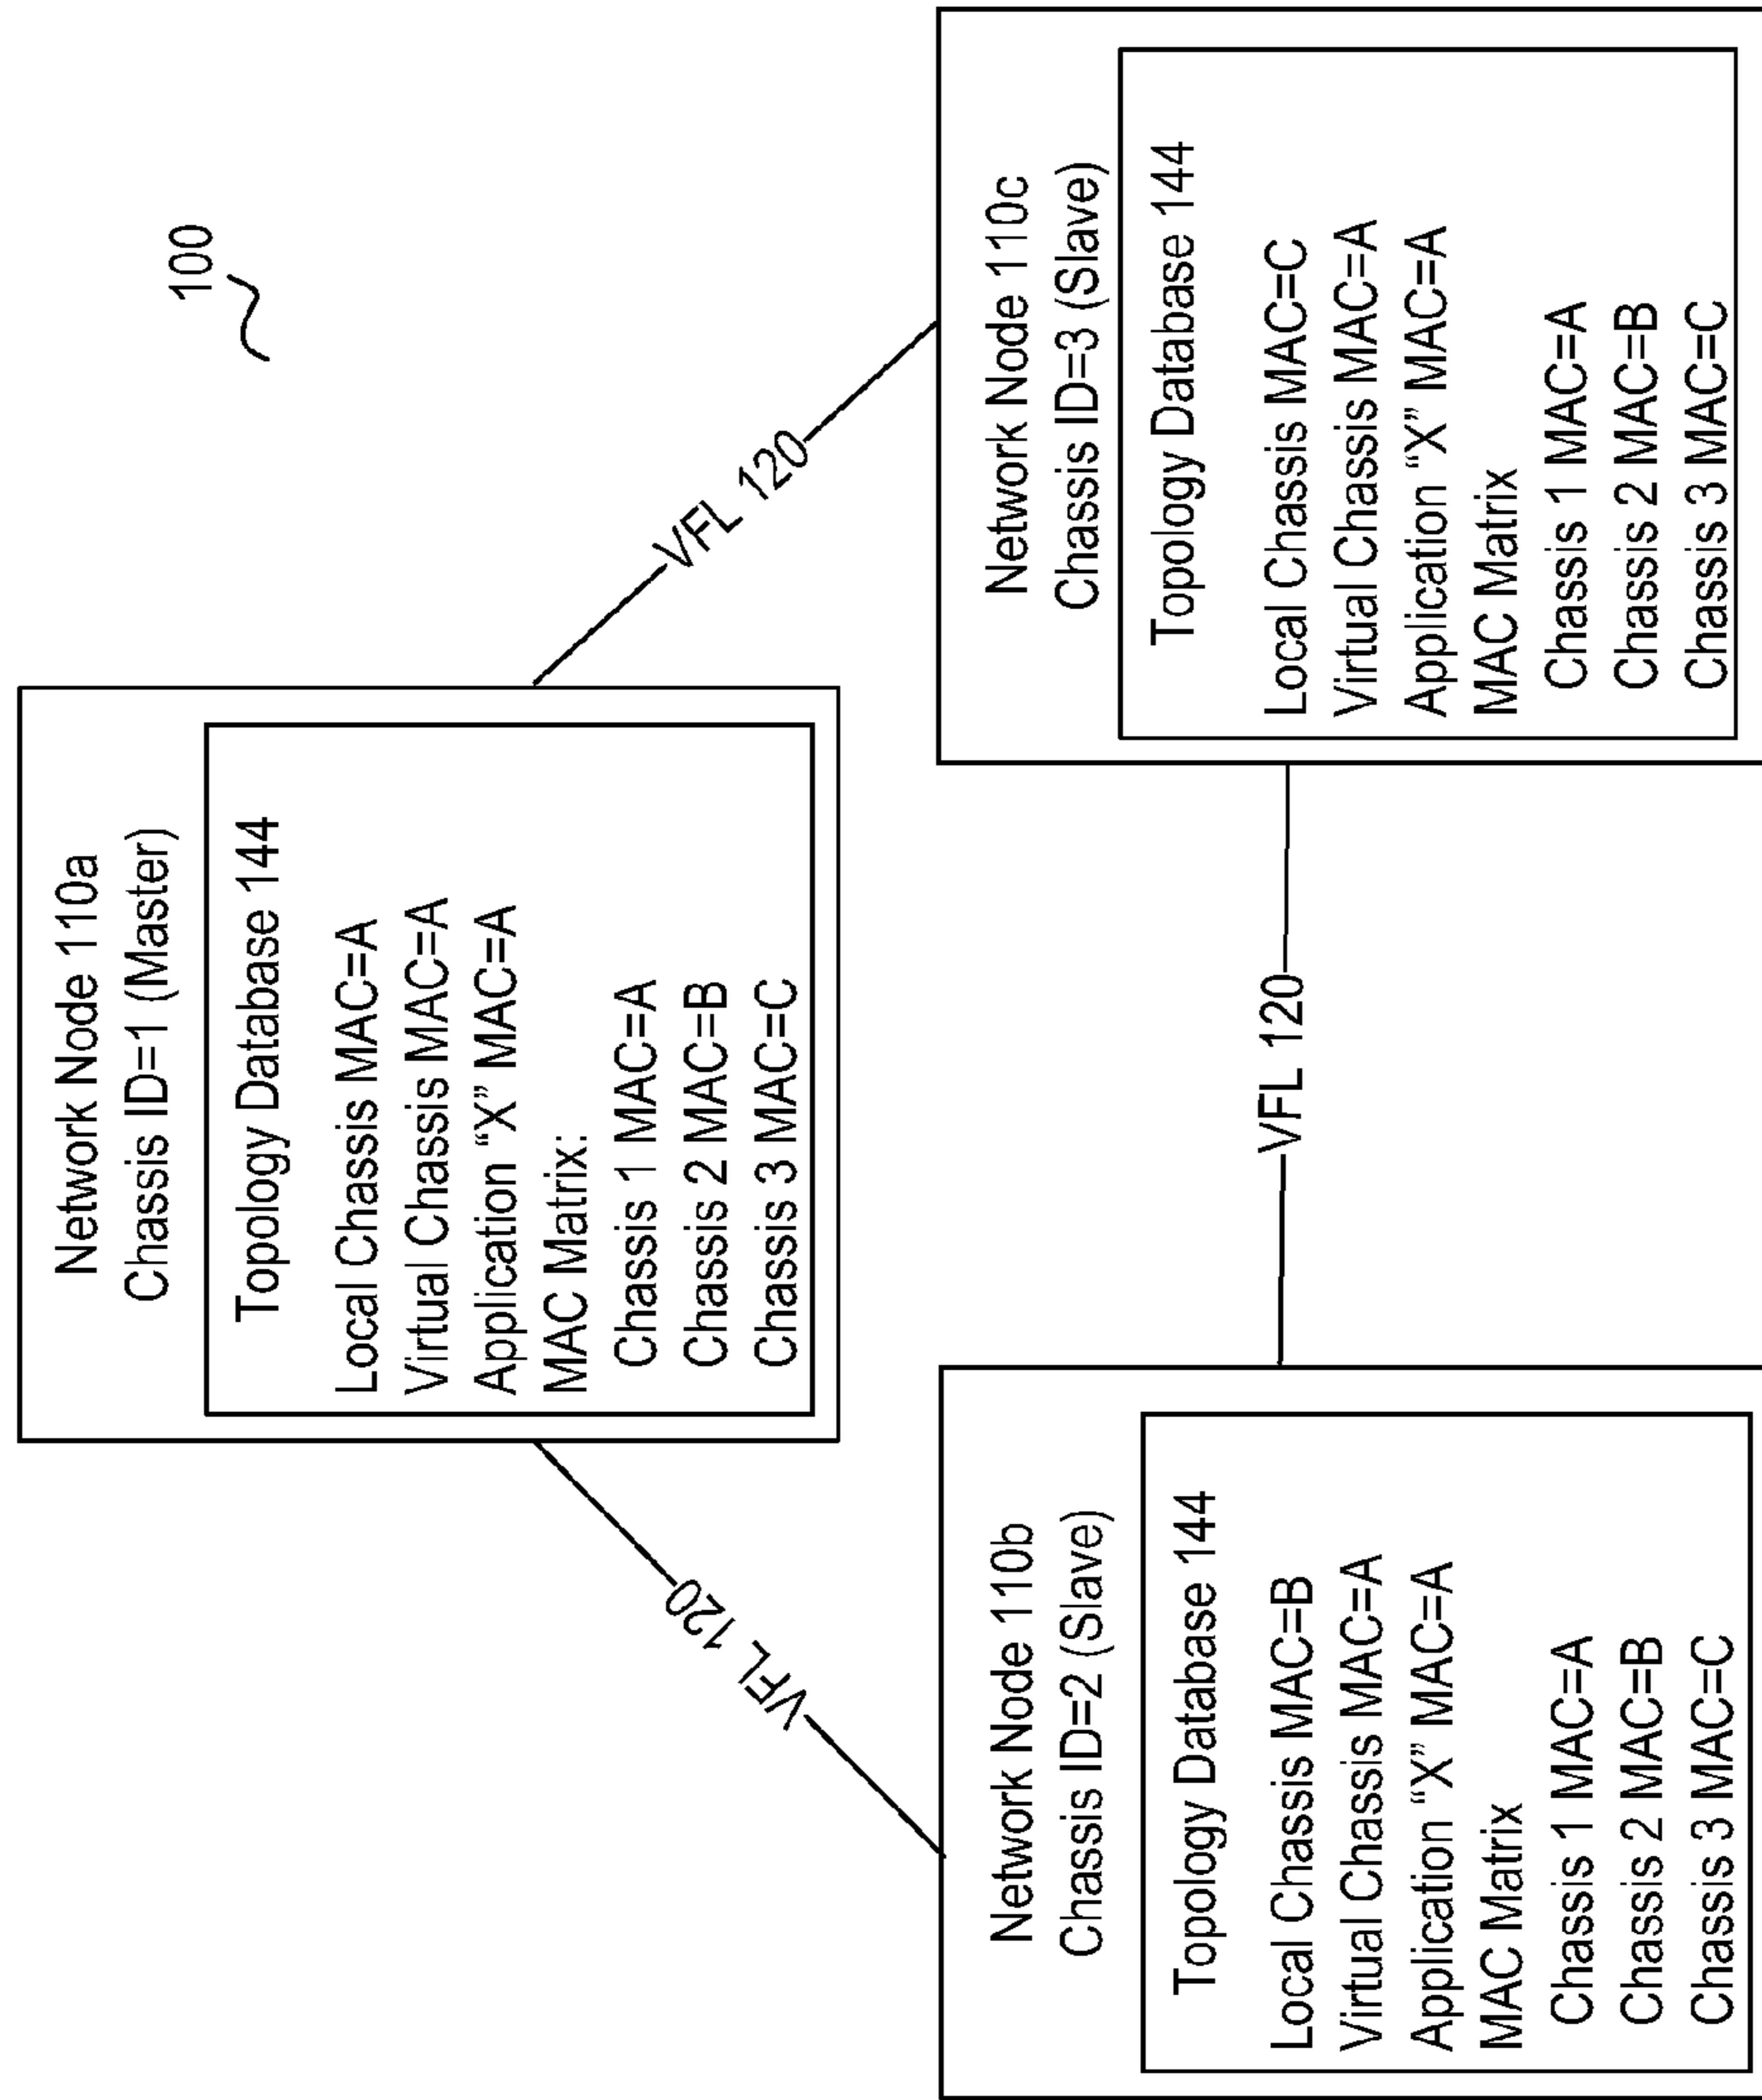 100
Network Node 110a
Chassis ID=1 (Master)
Topology Database 144
Local Chassis MAC=A
Virtual Chassis MAC=A
Application “X” MAC=A
MAC Matrix:
Chassis 1 MAC=A
Chassis 2 MAC=B
Chassis 3 MAC=C
VFL 120
VFL 120
Network Node 110b
Chassis ID=2 (Slave)
Topology Database 144
Local Chassis MAC=B
Virtual Chassis MAC=A
Application “X” MAC=A
MAC Matrix
Chassis 1 MAC=A
Chassis 2 MAC=B
Chassis 3 MAC=C
VFL 120
Network Node 110c
Chassis ID=3 (Slave)
Topology Database 144
Local Chassis MAC=C
Virtual Chassis MAC=A
Application “X” MAC=A
MAC Matrix
Chassis 1 MAC=A
Chassis 2 MAC=B
Chassis 3 MAC=C